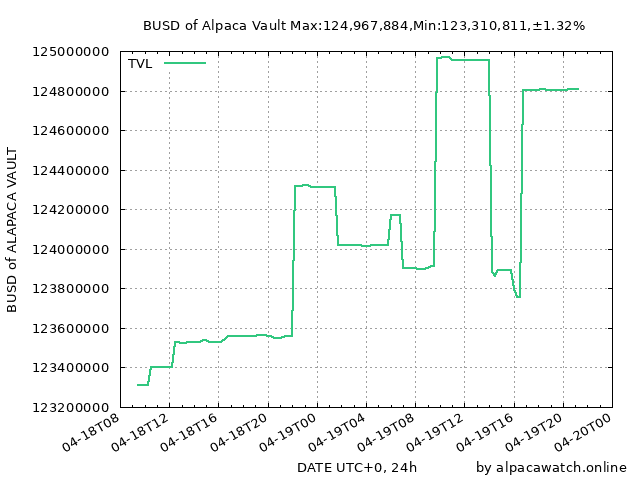 BUSD of Alpaca Vault Max:124,967,884,Min:123,310,811,±1.32%
TVL
125000000
124800000
124600000
124400000
124200000
124000000
123800000
123600000
123400000
123200000
BUSD of ALAPACA VAULT
04-18T08
04-18T12
04-18T16
04-18T20
04-19T00
04-19T04
04-19T08
04-19T12
04-19T16
04-19T20
04-20T00
DATE UTC+0, 24h
by alpacawatch.online